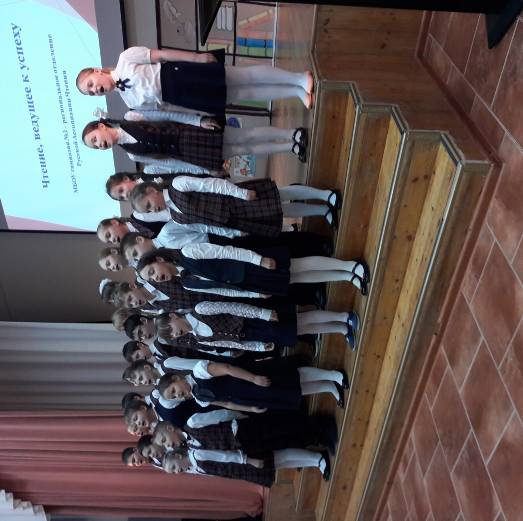 Чтение, ведущее к успеху
МБОУ гимназия №2 - региональное отделение
Русской Ассоциации Чтения